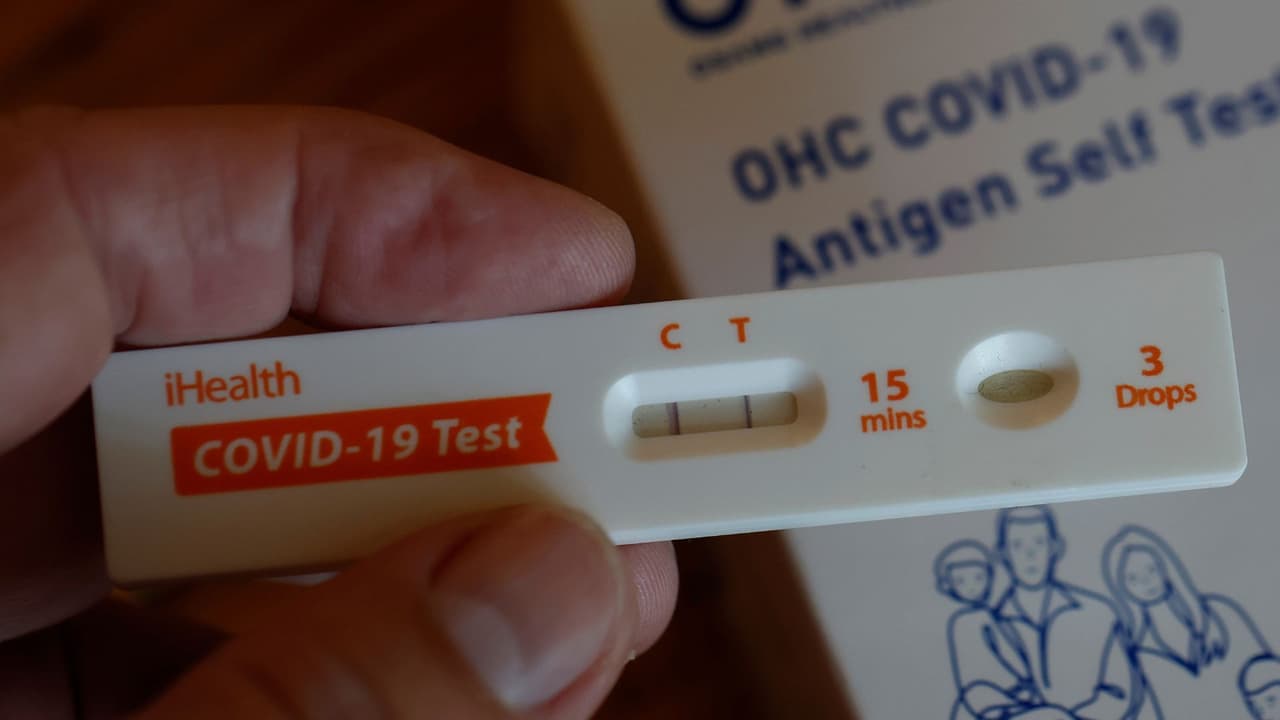 OHC COVID-19
Antigen Self Test
C T
iHealth
COVID-19 Test
15
mins
3
Drops